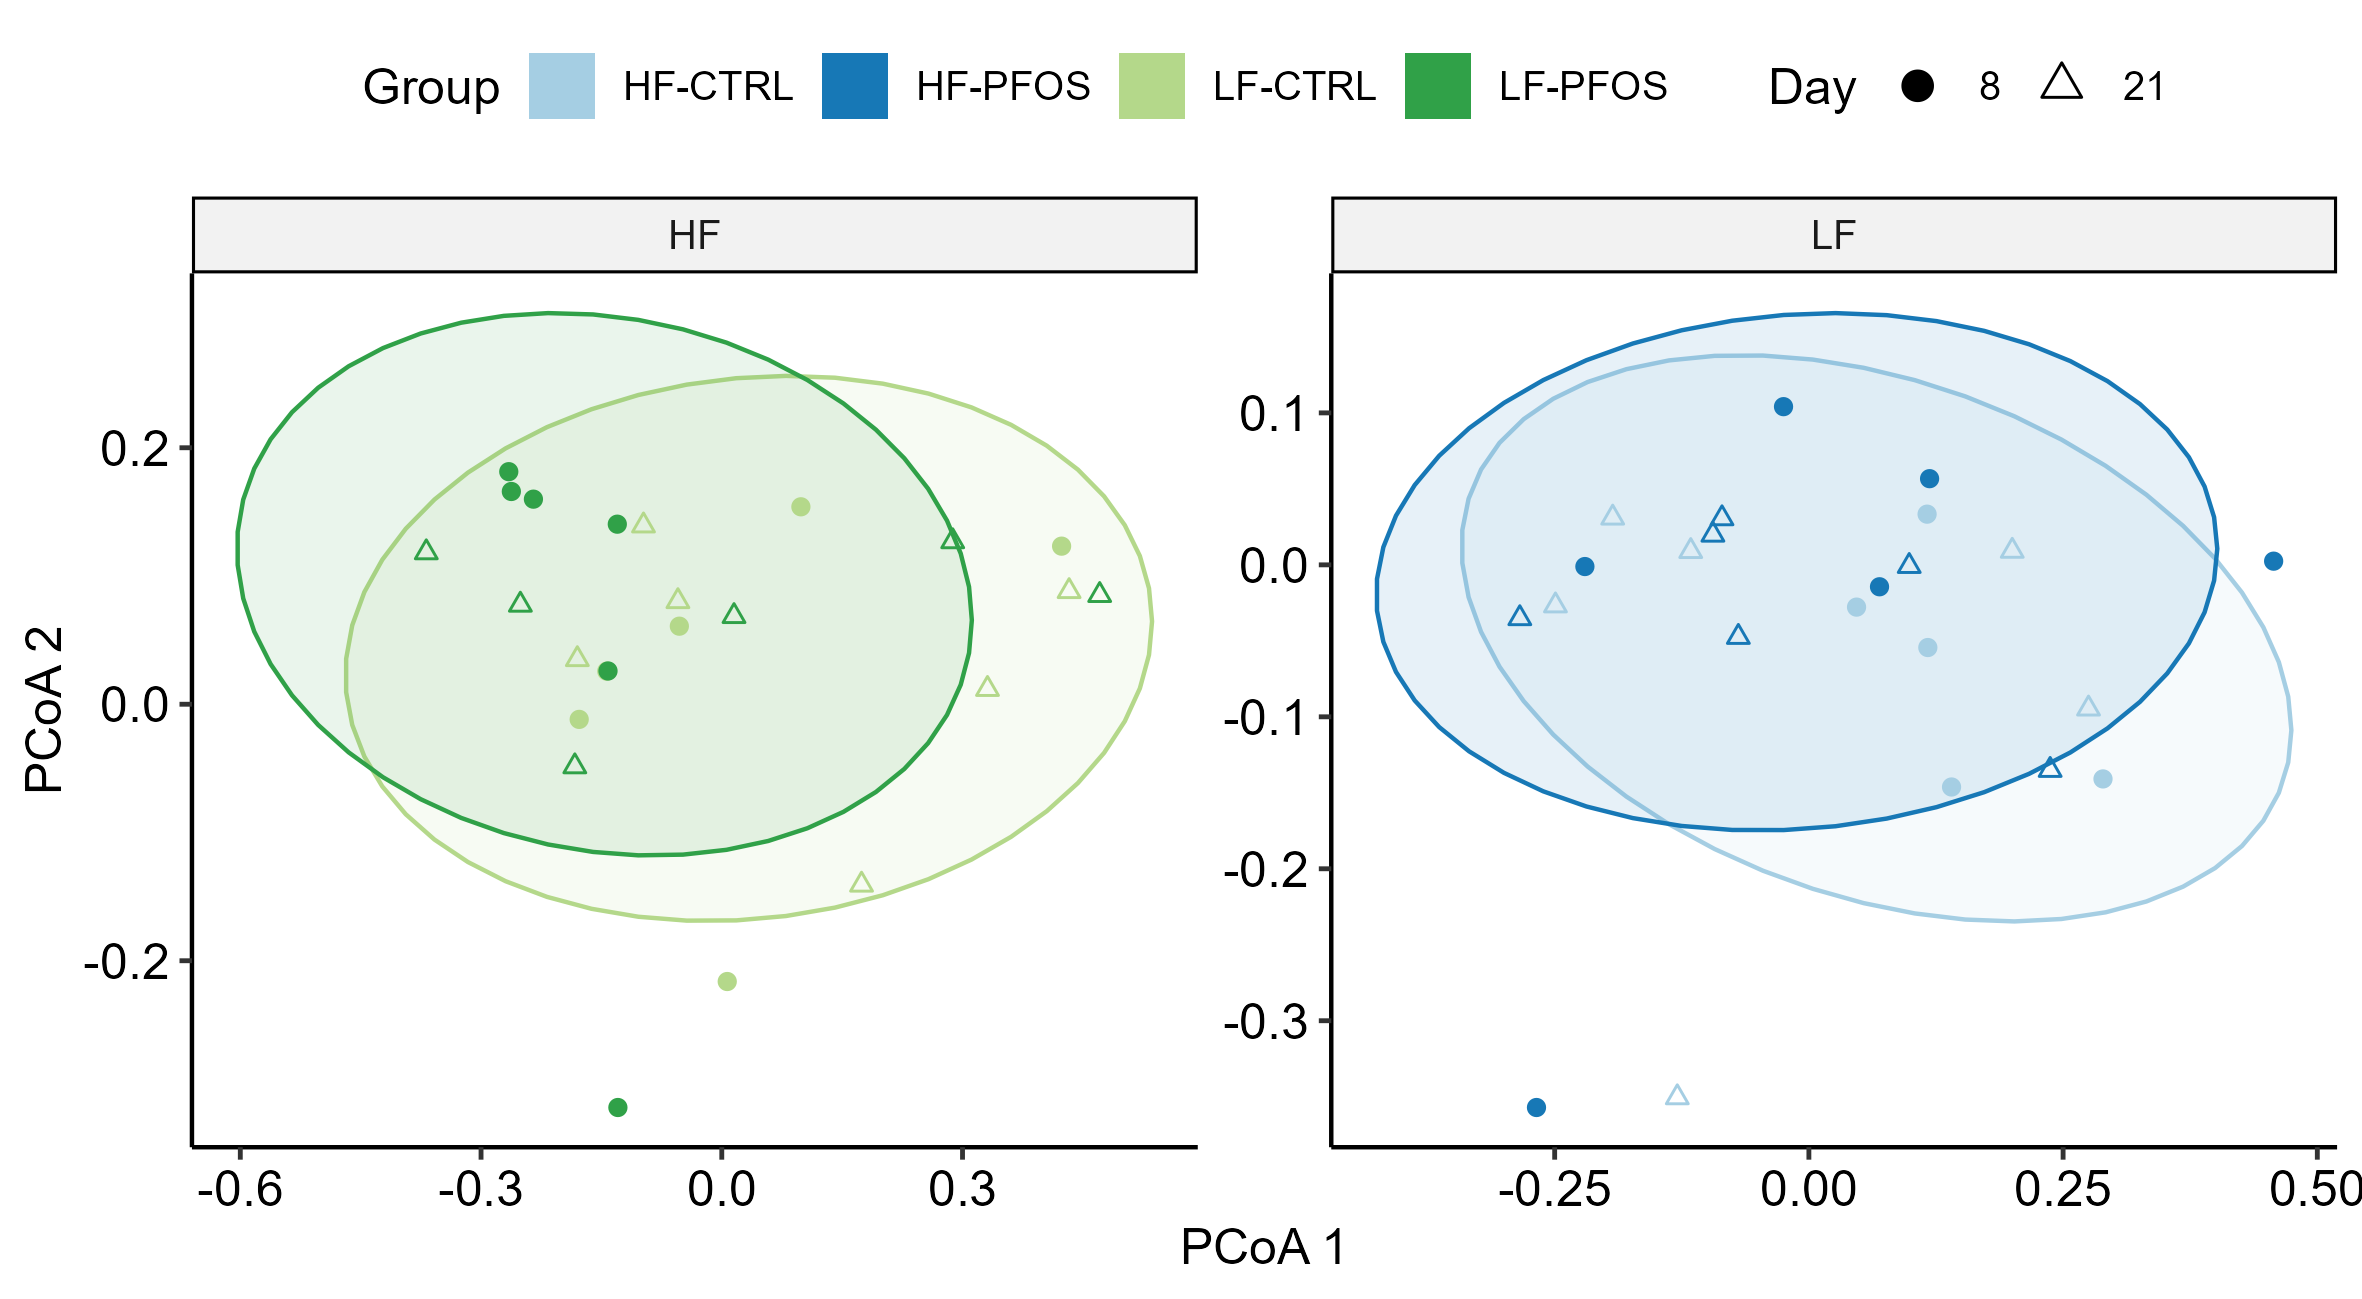 Group HF-CTRL HF-PFOS LF-CTRL LF-PFOS Day 8 21
HF LF
PCoA 2
0.2
0.0
-0.2
0.1
0.0
-0.1
-0.2
-0.3
-0.6 -0.3 0.0 0.3
-0.25 0.00 0.25 0.50
PCoA 1